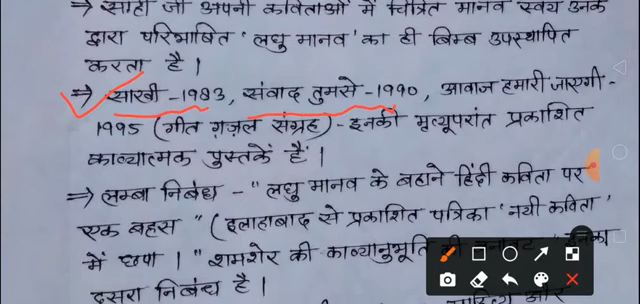 ⇒ साही जी अपनी कविताओं में चित्रित मानव स्वयं उनके
द्वारा परिभाषित 'लघु मानव' का ही बिम्ब उपस्थापित
करता है।
⇒ साखी -1983, संवाद तुमसे -1990, आवाज हमारी जाएगी-
1995 (गीत ग़ज़ल संग्रह) - इनकी मृत्यूपरांत प्रकाशित
काव्यात्मक पुस्तकें हैं।
⇒ लम्बा निबंध - "लघु मानव के बहाने हिंदी कविता पर
एक बहस" (इलाहाबाद से प्रकाशित पत्रिका 'नयी कविता'
में छपा। "शमशेर की काव्यानुभूति की
दूसरा निबंध है।